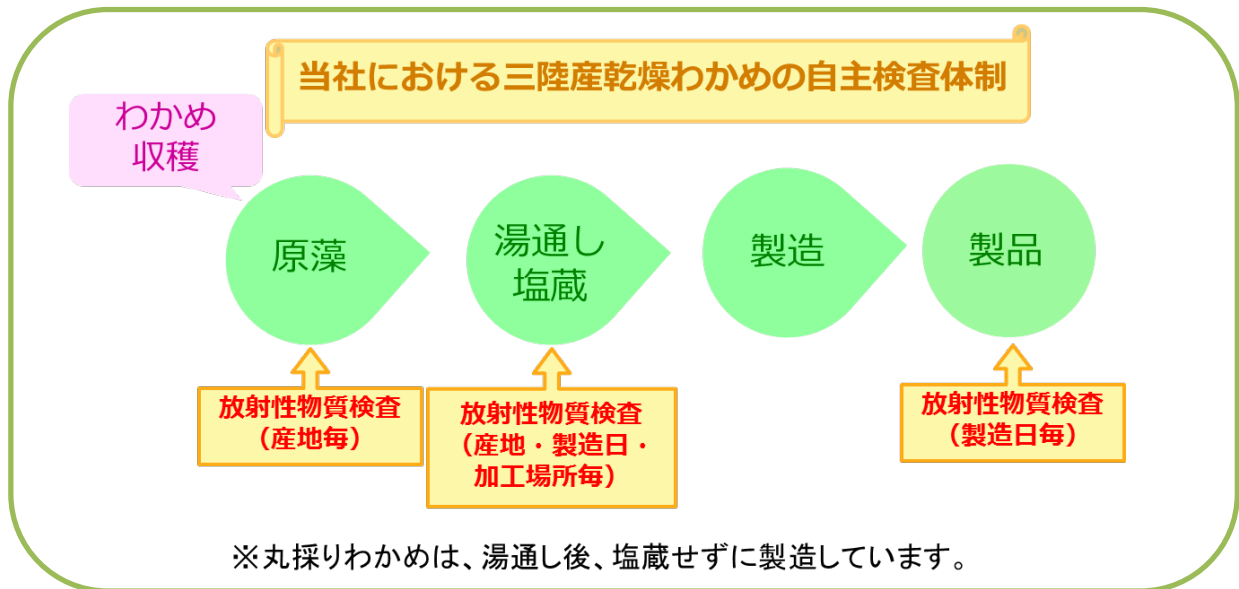 当社における三陸産乾燥わかめの自主検査体制
わかめ
収穫
原藻
湯通し
塩蔵
製造
製品
放射性物質検査
（産地毎）
放射性物質検査
（産地・製造日・
加工場所毎）
放射性物質検査
（製造日毎）
※丸採りわかめは、湯通し後、塩蔵せずに製造しています。